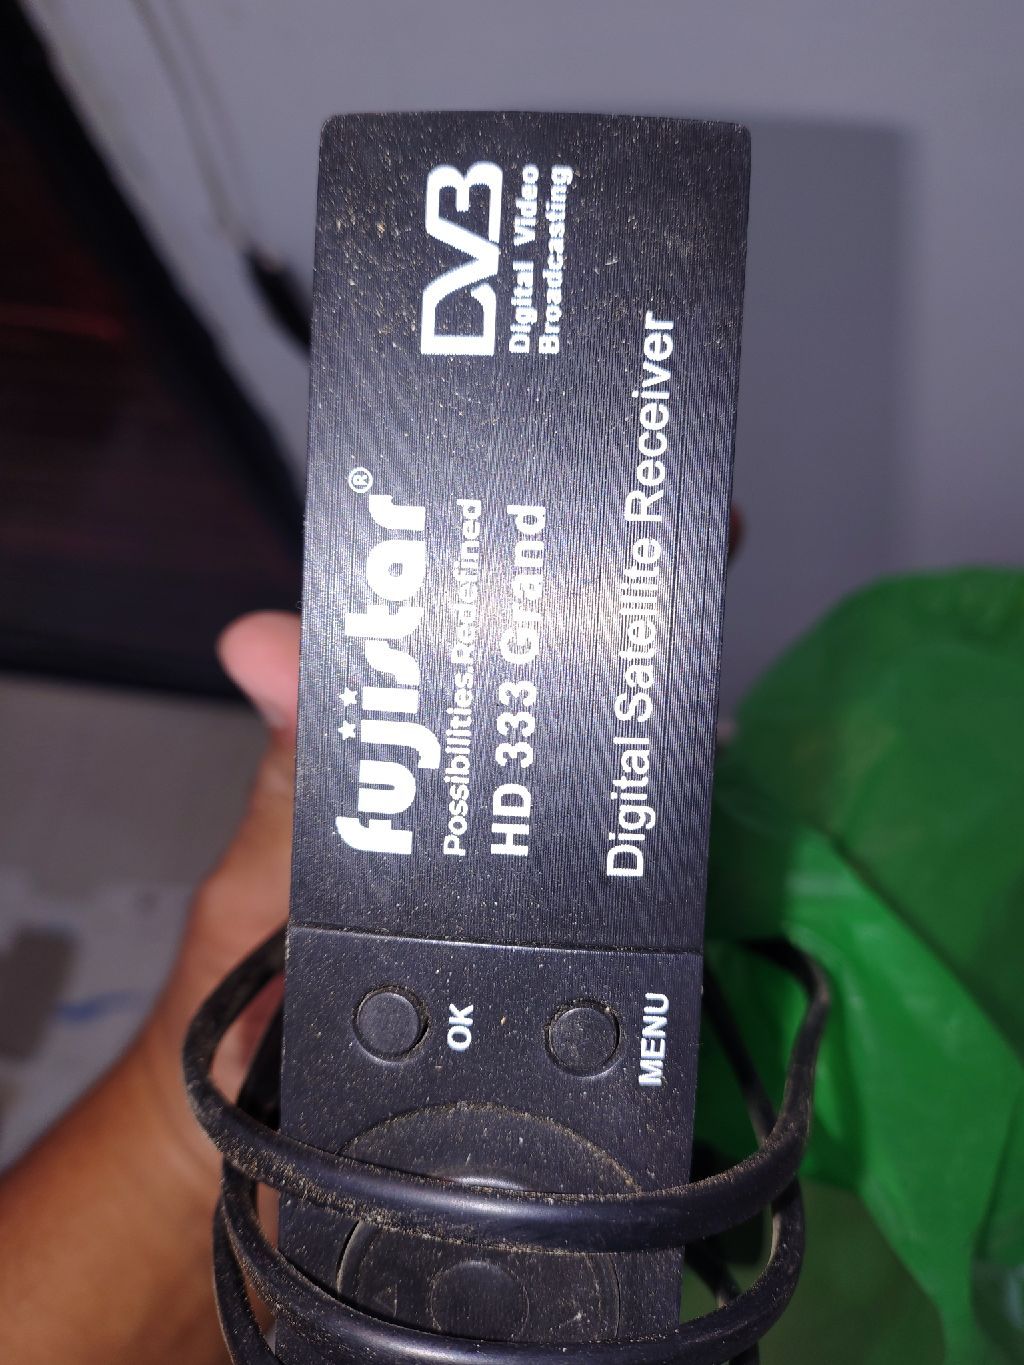 fujistar®
Possibilities.Redefined
HD 333 Grand
DVB
Digital Video
Broadcasting
Digital Satellite Receiver
OK
MENU